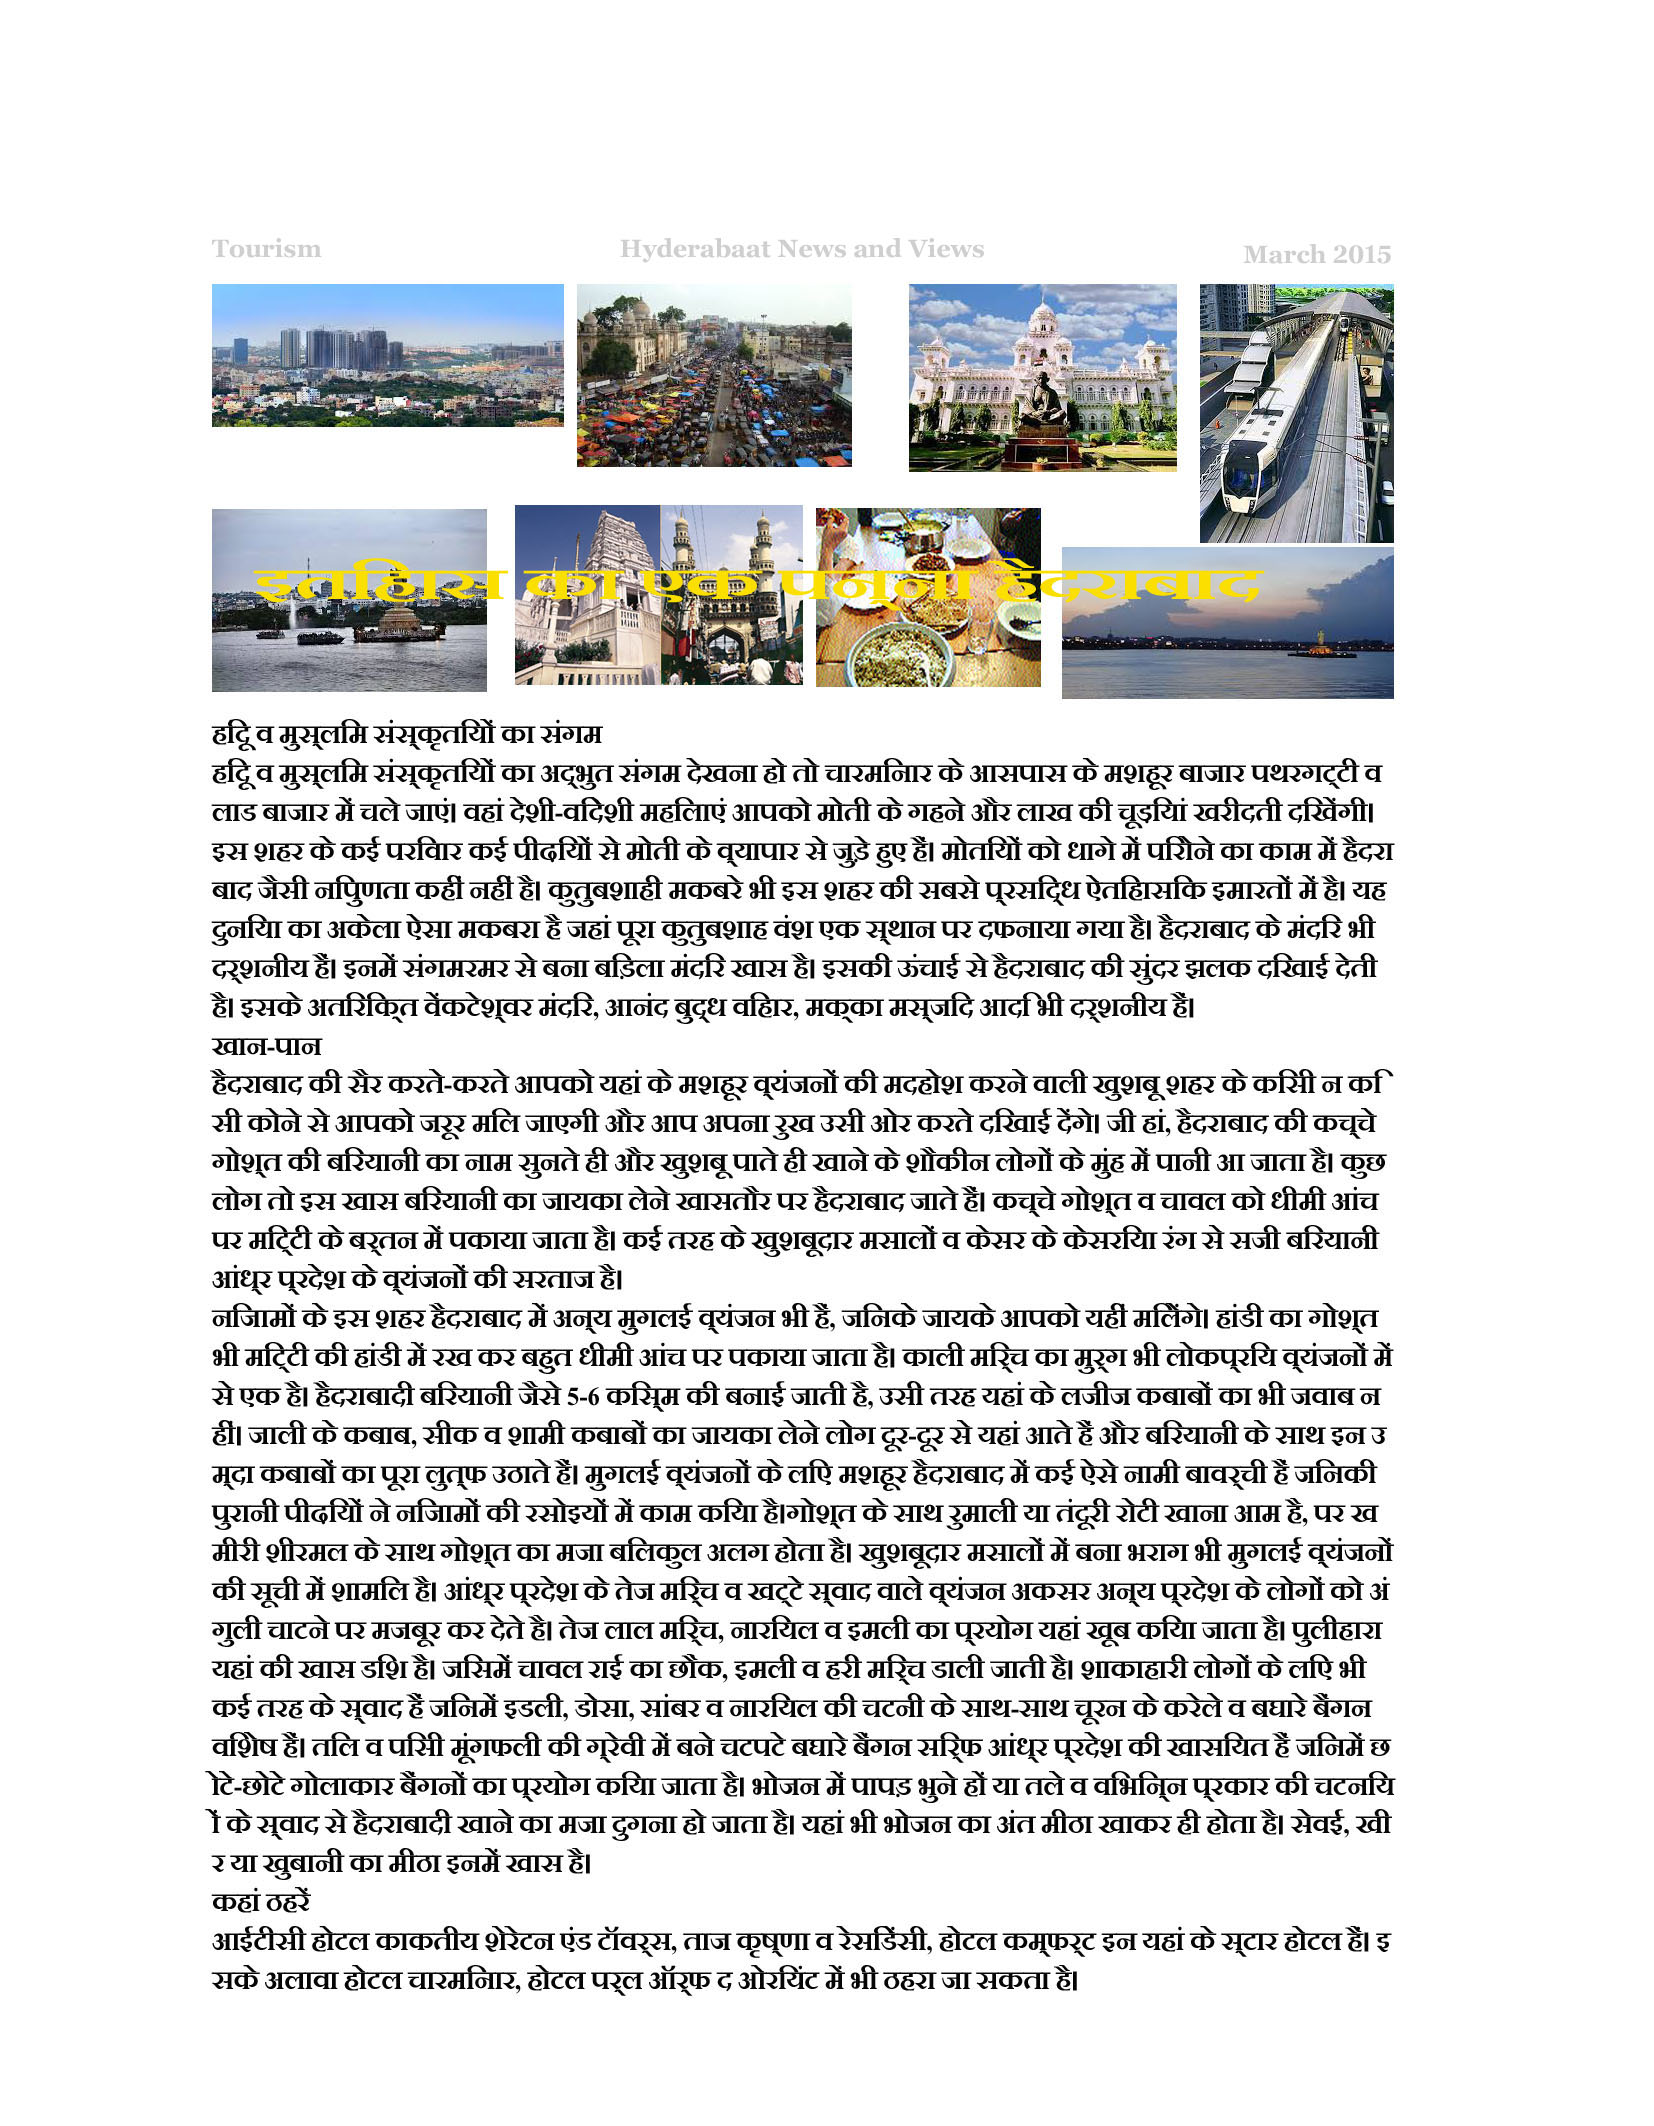 Tourism
Hyderabaat News and Views
March 2015
इतिहास का एक पन्ना हैदराबाद
हिंदू व मुस्लिम संस्कृतियों का संगम
हिंदू व मुस्लिम संस्कृतियों का अद्भुत संगम देखना हो तो चारमिनार के आसपास के मशहूर बाजार पथरगट्टी व
लाड बाजार में चले जाएं। वहां देशी-विदेशी महिलाएं आपको मोती के गहने और लाख की चूड़ियां खरीदती दिखेंगी।
इस शहर के कई परिवार कई पीढियों से मोती के व्यापार से जुड़े हुए हैं। मोतियों को धागे में पिरोने का काम में हैदरा
बाद जैसी निपुणता कहीं नहीं है। कुतुबशाही मकबरे भी इस शहर की सबसे प्रसिद्ध ऐतिहासिक इमारतों में है। यह
दुनिया का अकेला ऐसा मकबरा है जहां पूरा कुतुबशाह वंश एक स्थान पर दफनाया गया है। हैदराबाद के मंदिर भी
दर्शनीय हैं। इनमें संगमरमर से बना बिड़ला मंदिर खास है। इसकी ऊंचाई से हैदराबाद की सुंदर झलक दिखाई देती
है। इसके अतिरिक्त वेंकटेश्वर मंदिर, आनंद बुद्ध विहार, मक्का मस्जिद आदि भी दर्शनीय हैं।
खान-पान
हैदराबाद की सैर करते-करते आपको यहां के मशहूर व्यंजनों की मदहोश करने वाली खुशबू शहर के किसी न कि
सी कोने से आपको जरूर मिल जाएगी और आप अपना रुख उसी ओर करते दिखाई देंगे। जी हां, हैदराबाद की कच्चे
गोश्त की बिरयानी का नाम सुनते ही और खुशबू पाते ही खाने के शौकीन लोगों के मुंह में पानी आ जाता है। कुछ
लोग तो इस खास बिरयानी का जायका लेने खासतौर पर हैदराबाद जाते हैं। कच्चे गोश्त व चावल को धीमी आंच
पर मिट्टी के बर्तन में पकाया जाता है। कई तरह के खुशबूदार मसालों व केसर के केसरिया रंग से सजी बिरयानी
आंध्र प्रदेश के व्यंजनों की सरताज है।
निजामों के इस शहर हैदराबाद में अन्य मुगलई व्यंजन भी हैं, जिनके जायके आपको यहीं मिलेंगे। हांडी का गोश्त
भी मिट्टी की हांडी में रख कर बहुत धीमी आंच पर पकाया जाता है। काली मिर्च का मुर्ग भी लोकप्रिय व्यंजनों में
से एक है। हैदराबादी बिरयानी जैसे 5-6 किस्म की बनाई जाती है, उसी तरह यहां के लजीज कबाबों का भी जवाब न
हीं। जाली के कबाब, सीक व शामी कबाबों का जायका लेने लोग दूर-दूर से यहां आते हैं और बिरयानी के साथ इन उ
म्दा कबाबों का पूरा लुत्फ उठाते हैं। मुगलई व्यंजनों के लिए मशहूर हैदराबाद में कई ऐसे नामी बावर्ची हैं जिनकी
पुरानी पीढियों ने निजामों की रसोइयों में काम किया है।गोश्त के साथ रुमाली या तंदूरी रोटी खाना आम है, पर ख
मीरी शीरमल के साथ गोश्त का मजा बिलकुल अलग होता है। खुशबूदार मसालों में बना भराग भी मुगलई व्यंजनों
की सूची में शामिल है। आंध्र प्रदेश के तेज मिर्च व खट्टे स्वाद वाले व्यंजन अकसर अन्य प्रदेश के लोगों को अं
गुली चाटने पर मजबूर कर देते है। तेज लाल मिर्च, नारियल व इमली का प्रयोग यहां खूब किया जाता है। पुलीहारा
यहां की खास डिश है। जिसमें चावल राई का छौंक, इमली व हरी मिर्च डाली जाती है। शाकाहारी लोगों के लिए भी
कई तरह के स्वाद हैं जिनमें इडली, डोसा, सांबर व नारियल की चटनी के साथ-साथ चूरन के करेले व बघारे बैंगन
विशेष हैं। तिल व पिसी मूंगफली की ग्रेवी में बने चटपटे बघारे बैंगन सिर्फ आंध्र प्रदेश की खासियत हैं जिनमें छ
ोटे-छोटे गोलाकार बैंगनों का प्रयोग किया जाता है। भोजन में पापड़ भुने हों या तले व विभिन्न प्रकार की चटनिय
ों के स्वाद से हैदराबादी खाने का मजा दुगना हो जाता है। यहां भी भोजन का अंत मीठा खाकर ही होता है। सेवई, खी
र या खुबानी का मीठा इनमें खास है।
कहां ठहरें
आईटीसी होटल काकतीय शेरेटन एंड टॉवर्स, ताज कृष्णा व रेसिडेंसी, होटल कम्फर्ट इन यहां के स्टार होटल हैं। इ
सके अलावा होटल चारमिनार, होटल पर्ल ऑर्फ द ओरियंट में भी ठहरा जा सकता है।